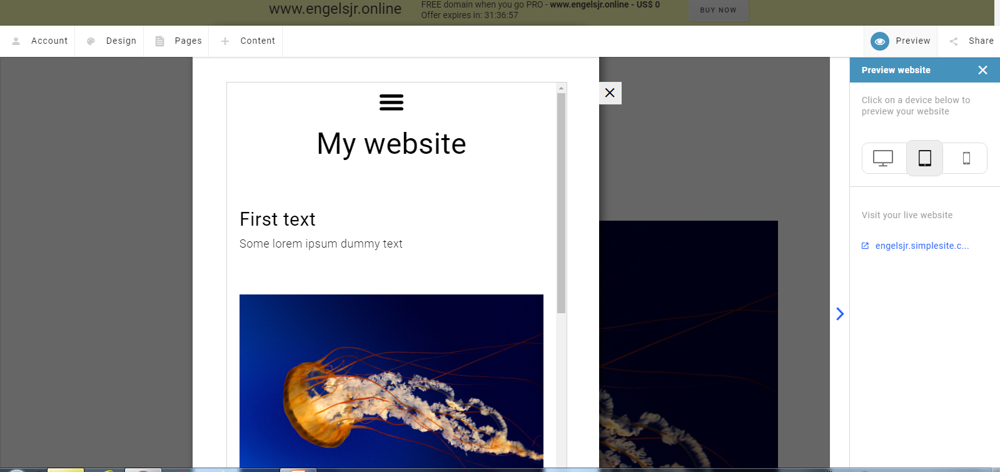 www.engelsjr.online
FREE domain when you go PRO - www.engelsjr.online - US$ 0
Offer expires in: 31:36:57
BUY NOW
Account
Design
Pages
Content
Preview
Share
Preview website
Click on a device below to
preview your website
Visit your live website
engelsjr.simplesite.c...
My website
First text
Some lorem ipsum dummy text